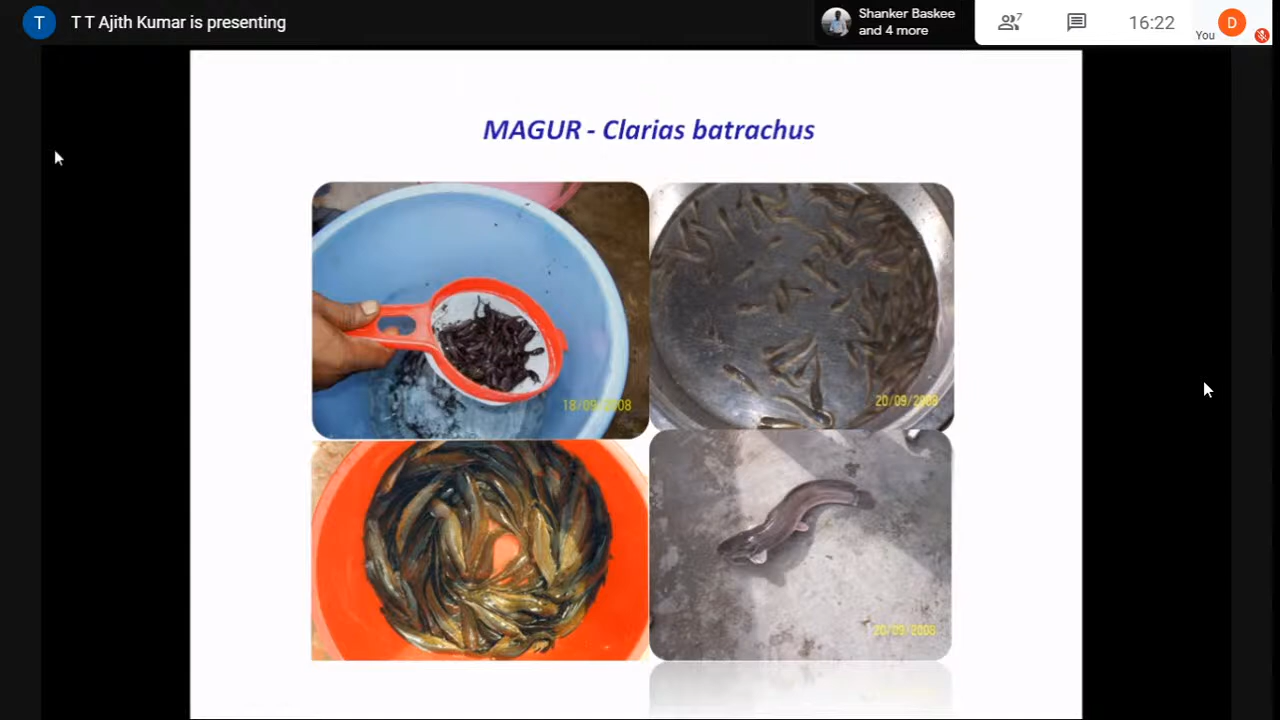 T
T T Ajith Kumar is presenting
Shanker Baskee
and 4 more
7
16:22
You
D
MAGUR - Clarias batrachus
18/09/2008
20/09/2008
20/09/2008